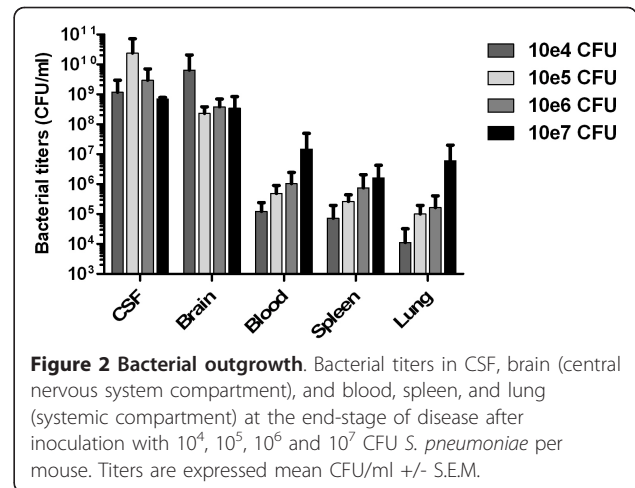 Bacterial titers (CFU/ml)
10¹¹
10¹⁰
10⁹
10⁸
10⁷
10⁶
10⁵
10⁴
10³
CSF
Brain
Blood
Spleen
Lung
10e4 CFU
10e5 CFU
10e6 CFU
10e7 CFU
Figure 2 Bacterial outgrowth. Bacterial titers in CSF, brain (central
nervous system compartment), and blood, spleen, and lung
(systemic compartment) at the end-stage of disease after
inoculation with 10⁴, 10⁵, 10⁶ and 10⁷ CFU S. pneumoniae per
mouse. Titers are expressed mean CFU/ml +/- S.E.M.